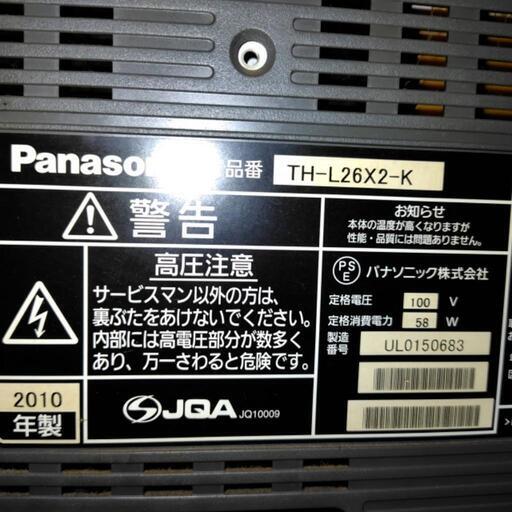 Panason
品番
TH-L26X2-K
警告
高圧注意
サービスマン以外の方は、
裏ぶたをあけないでください。
内部には高電圧部分が数多く
あり、万一さわると危険です。
お知らせ
本体の温度が高くなりますが
性能・品質には問題ありません。
PSE
パナソニック株式会社
定格電圧 100 V
定格消費電力 58 W
製造番号 UL0150683
2010
年製
JQA JQ10009